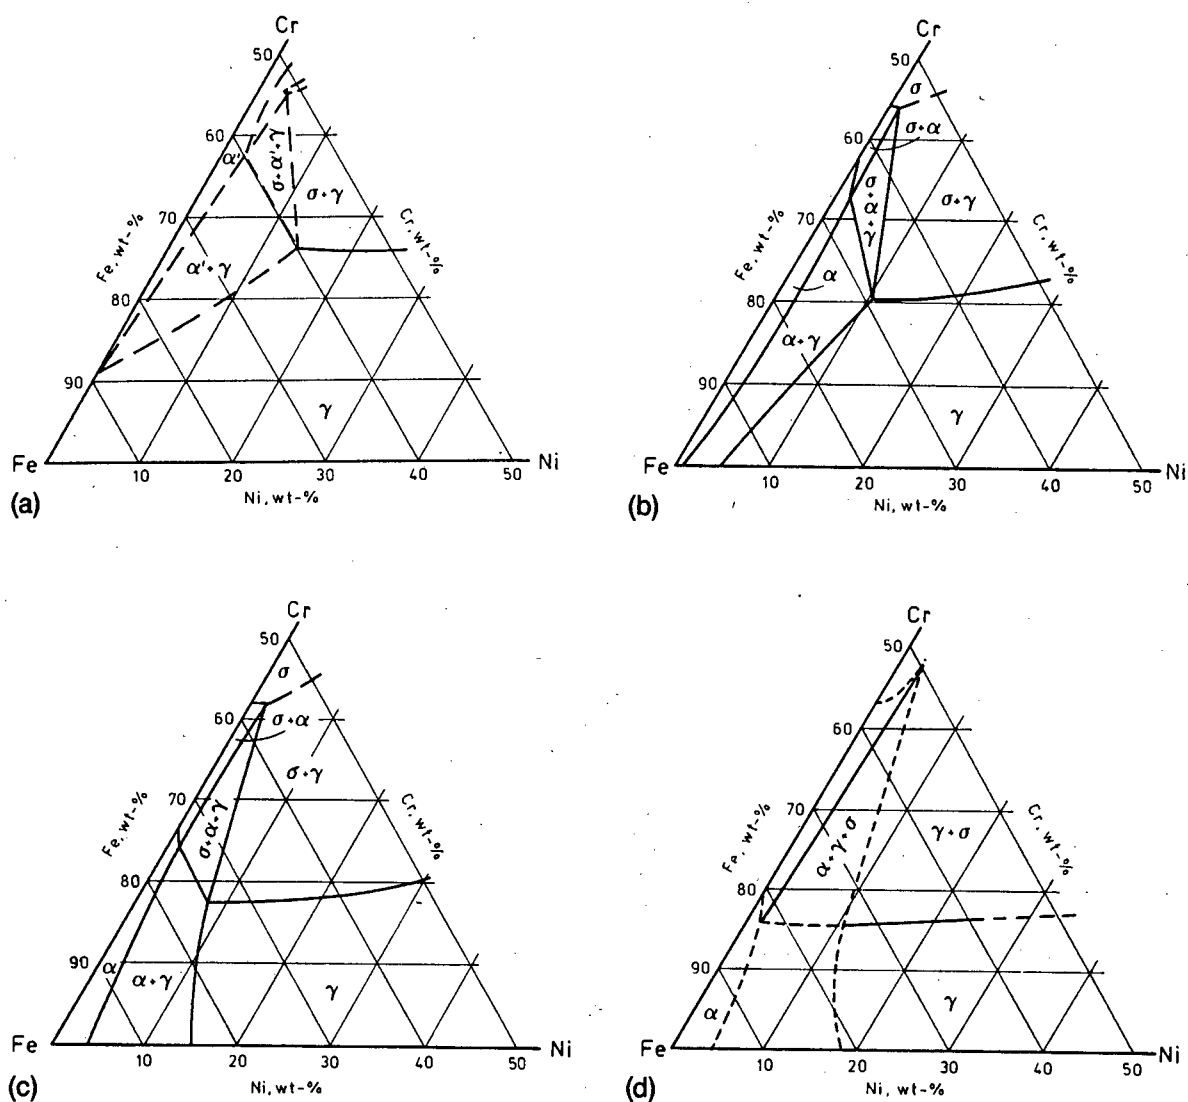 Cr
50
60
α'
σ+α'+γ
σ+γ
Fe, wt-%
70
Cr, wt-%
α'+γ
80
90
γ
Fe
10
20
30
40
50
Ni
Ni, wt-%
(a)
Cr
50
σ
60
σ+α
σ+α+γ
σ+γ
Fe, wt-%
70
Cr, wt-%
α
80
α+γ
90
γ
Fe
10
20
30
40
50
Ni
Ni, wt-%
(b)
Cr
50
σ
60
σ+α
σ+γ
Fe, wt-%
70
σ+α+γ
Cr, wt-%
80
90
α
α+γ
γ
Fe
10
20
30
40
50
Ni
Ni, wt-%
(c)
Cr
50
60
Fe, wt-%
70
α+γ+σ
γ+σ
Cr, wt-%
80
90
α
γ
Fe
10
20
30
40
50
Ni
Ni, wt-%
(d)